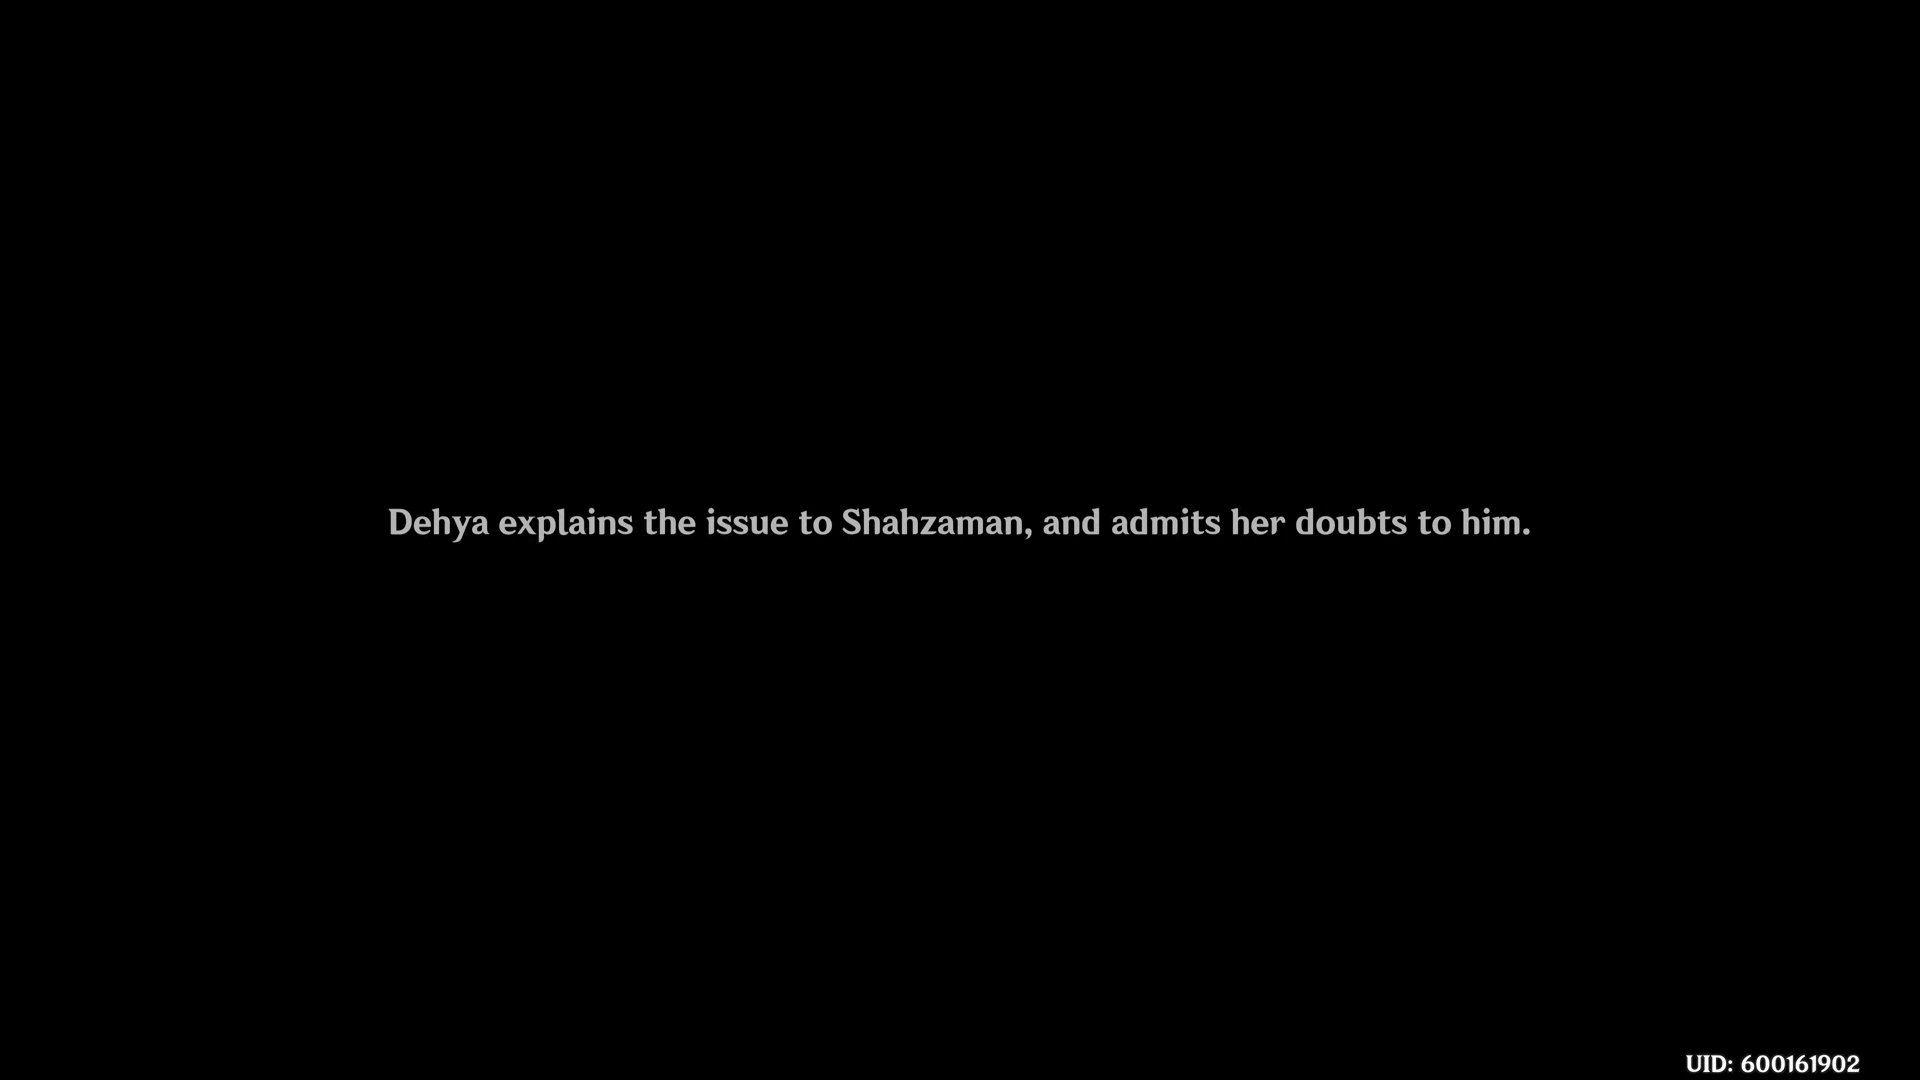 Dehya explains the issue to Shahzaman, and admits her doubts to him.
UID: 600161902